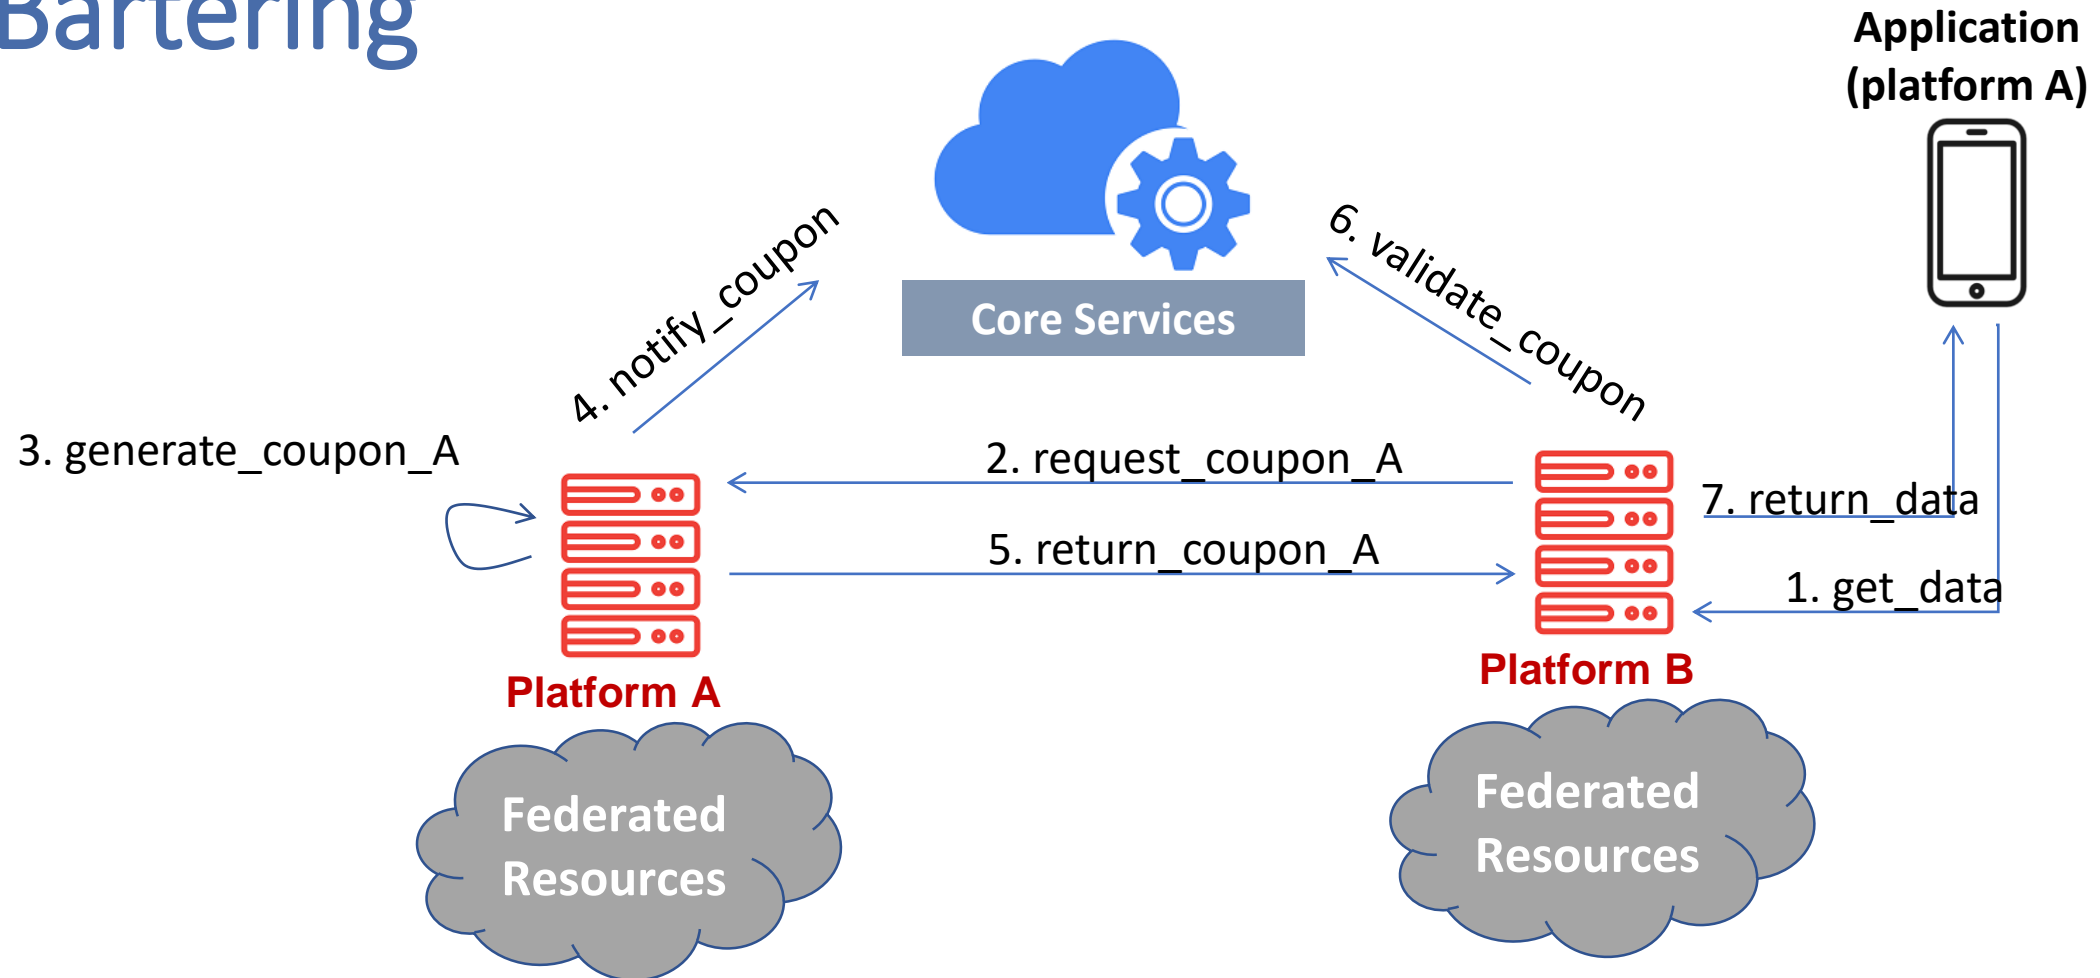 Bartering
Application
(platform A)
Core Services
4. notify_coupon
6. validate_coupon
3. generate_coupon_A
2. request_coupon_A
7. return_data
5. return_coupon_A
1. get_data
Platform A
Platform B
Federated
Resources
Federated
Resources